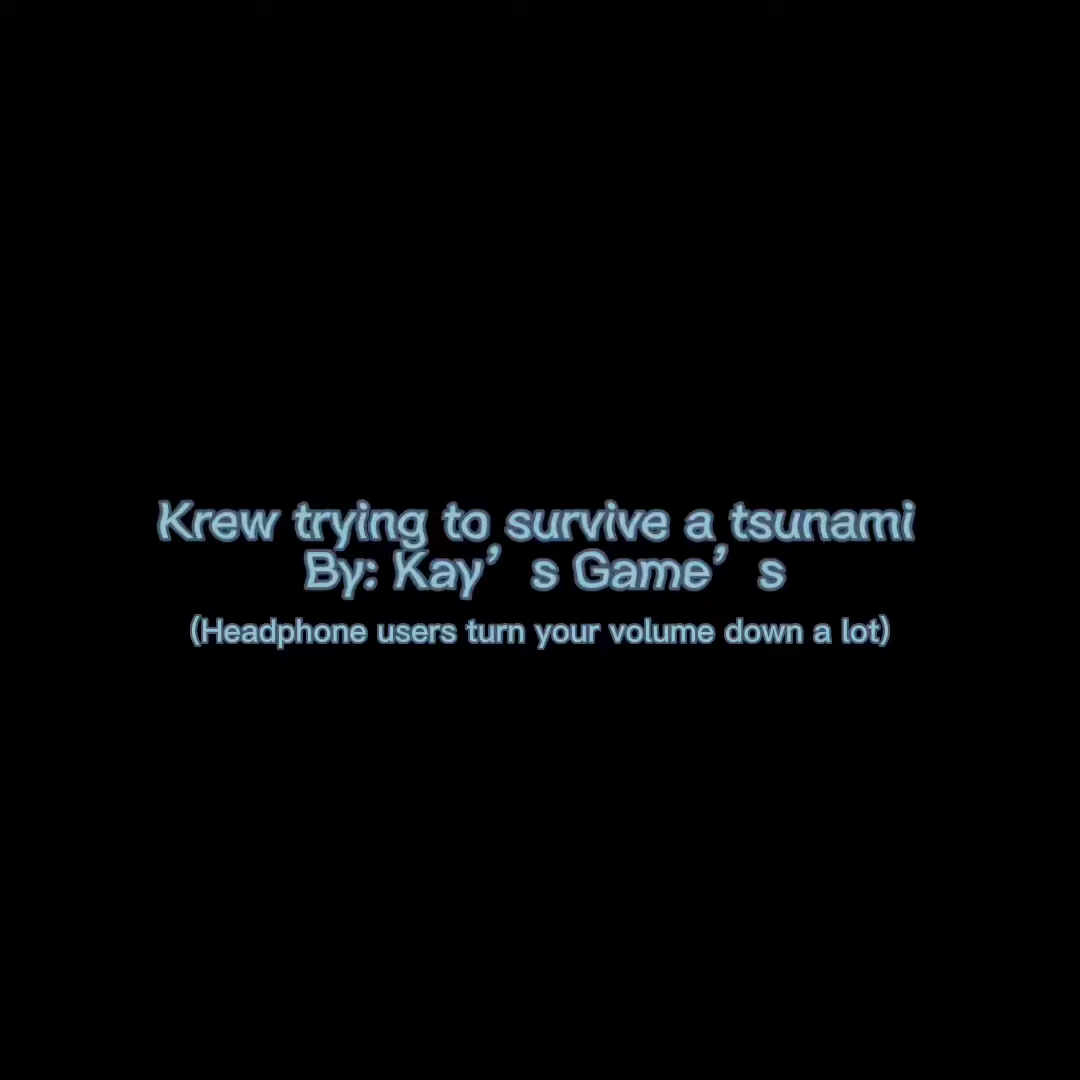 Krew trying to survive a tsunami
By: Kay’s Game’s
(Headphone users turn your volume down a lot)